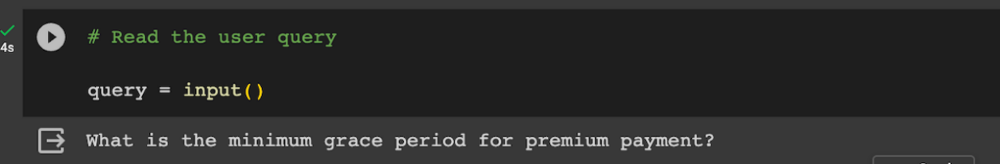 # Read the user query
4s
query = input()
What is the minimum grace period for premium payment?